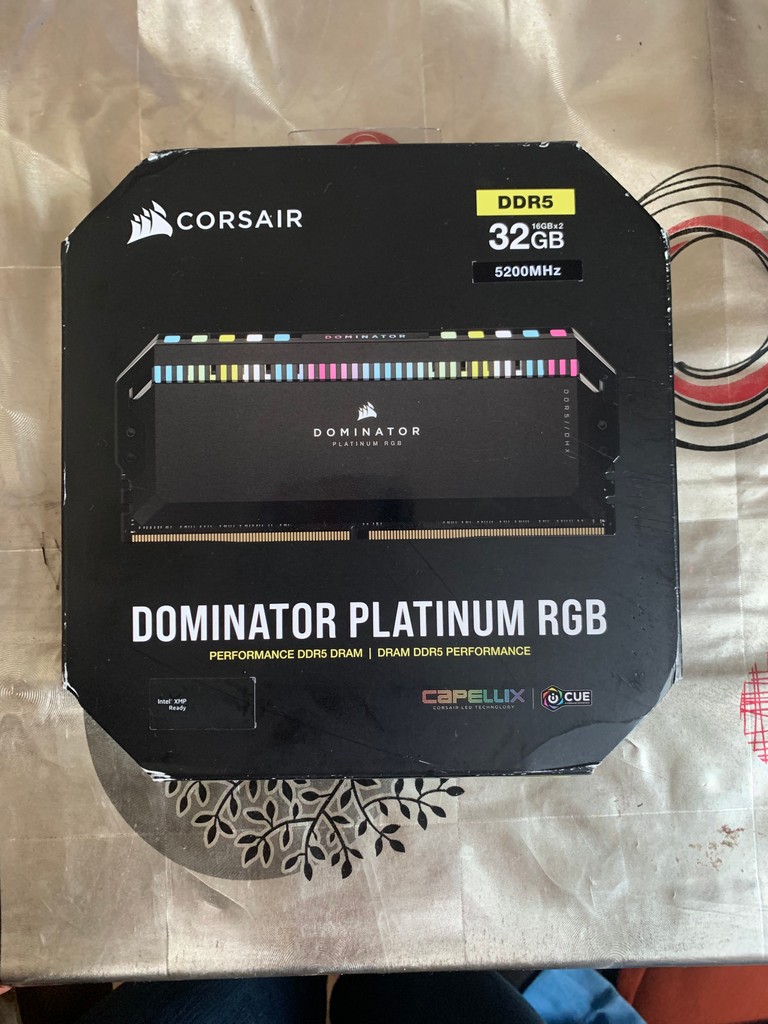 CORSAIR
DDR5
16GBx2
32GB
5200MHz
DOMINATOR
DOMINATOR
PLATINUM RGB
DDR5//DHX
DOMINATOR PLATINUM RGB
PERFORMANCE DDR5 DRAM | DRAM DDR5 PERFORMANCE
Intel® XMP
Ready
CAPELLIX
CORSAIR LED TECHNOLOGY
CUE